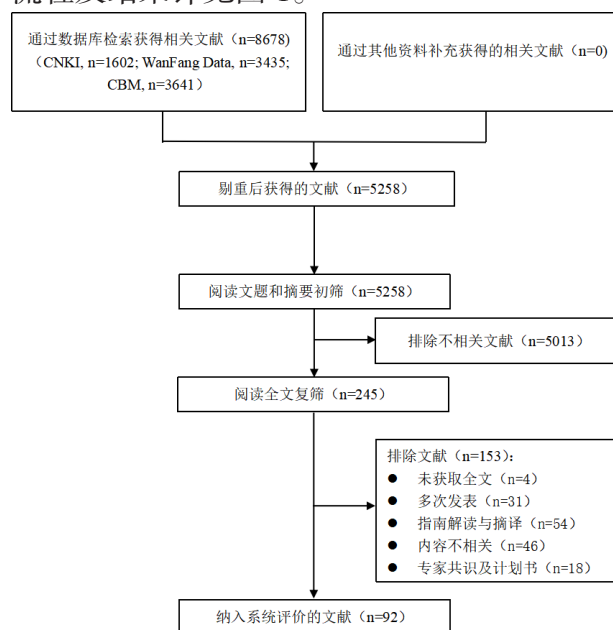 通过数据库检索获得相关文献（n=8678)
（CNKI, n=1602; WanFang Data, n=3435;
CBM, n=3641）
通过其他资料补充获得的相关文献（n=0)
剔重后获得的文献（n=5258）
阅读文题和摘要初筛（n=5258）
排除不相关文献（n=5013）
阅读全文复筛（n=245）
排除文献（n=153）：
● 未获取全文（n=4）
● 多次发表（n=31）
● 指南解读与摘译（n=54）
● 内容不相关（n=46）
● 专家共识及计划书（n=18）
纳入系统评价的文献（n=92）